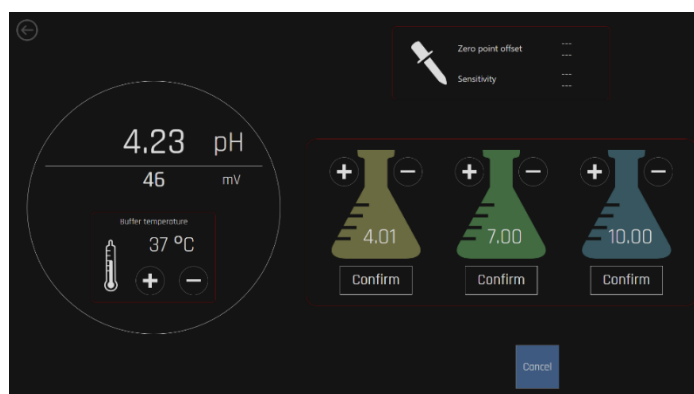 Zero point offset
---
---
Sensitivity
---
---
4.23 pH
46 mV
Buffer temperature
37 °C
+ −
+ − + − + −
4.01 7.00 10.00
Confirm Confirm Confirm
Cancel